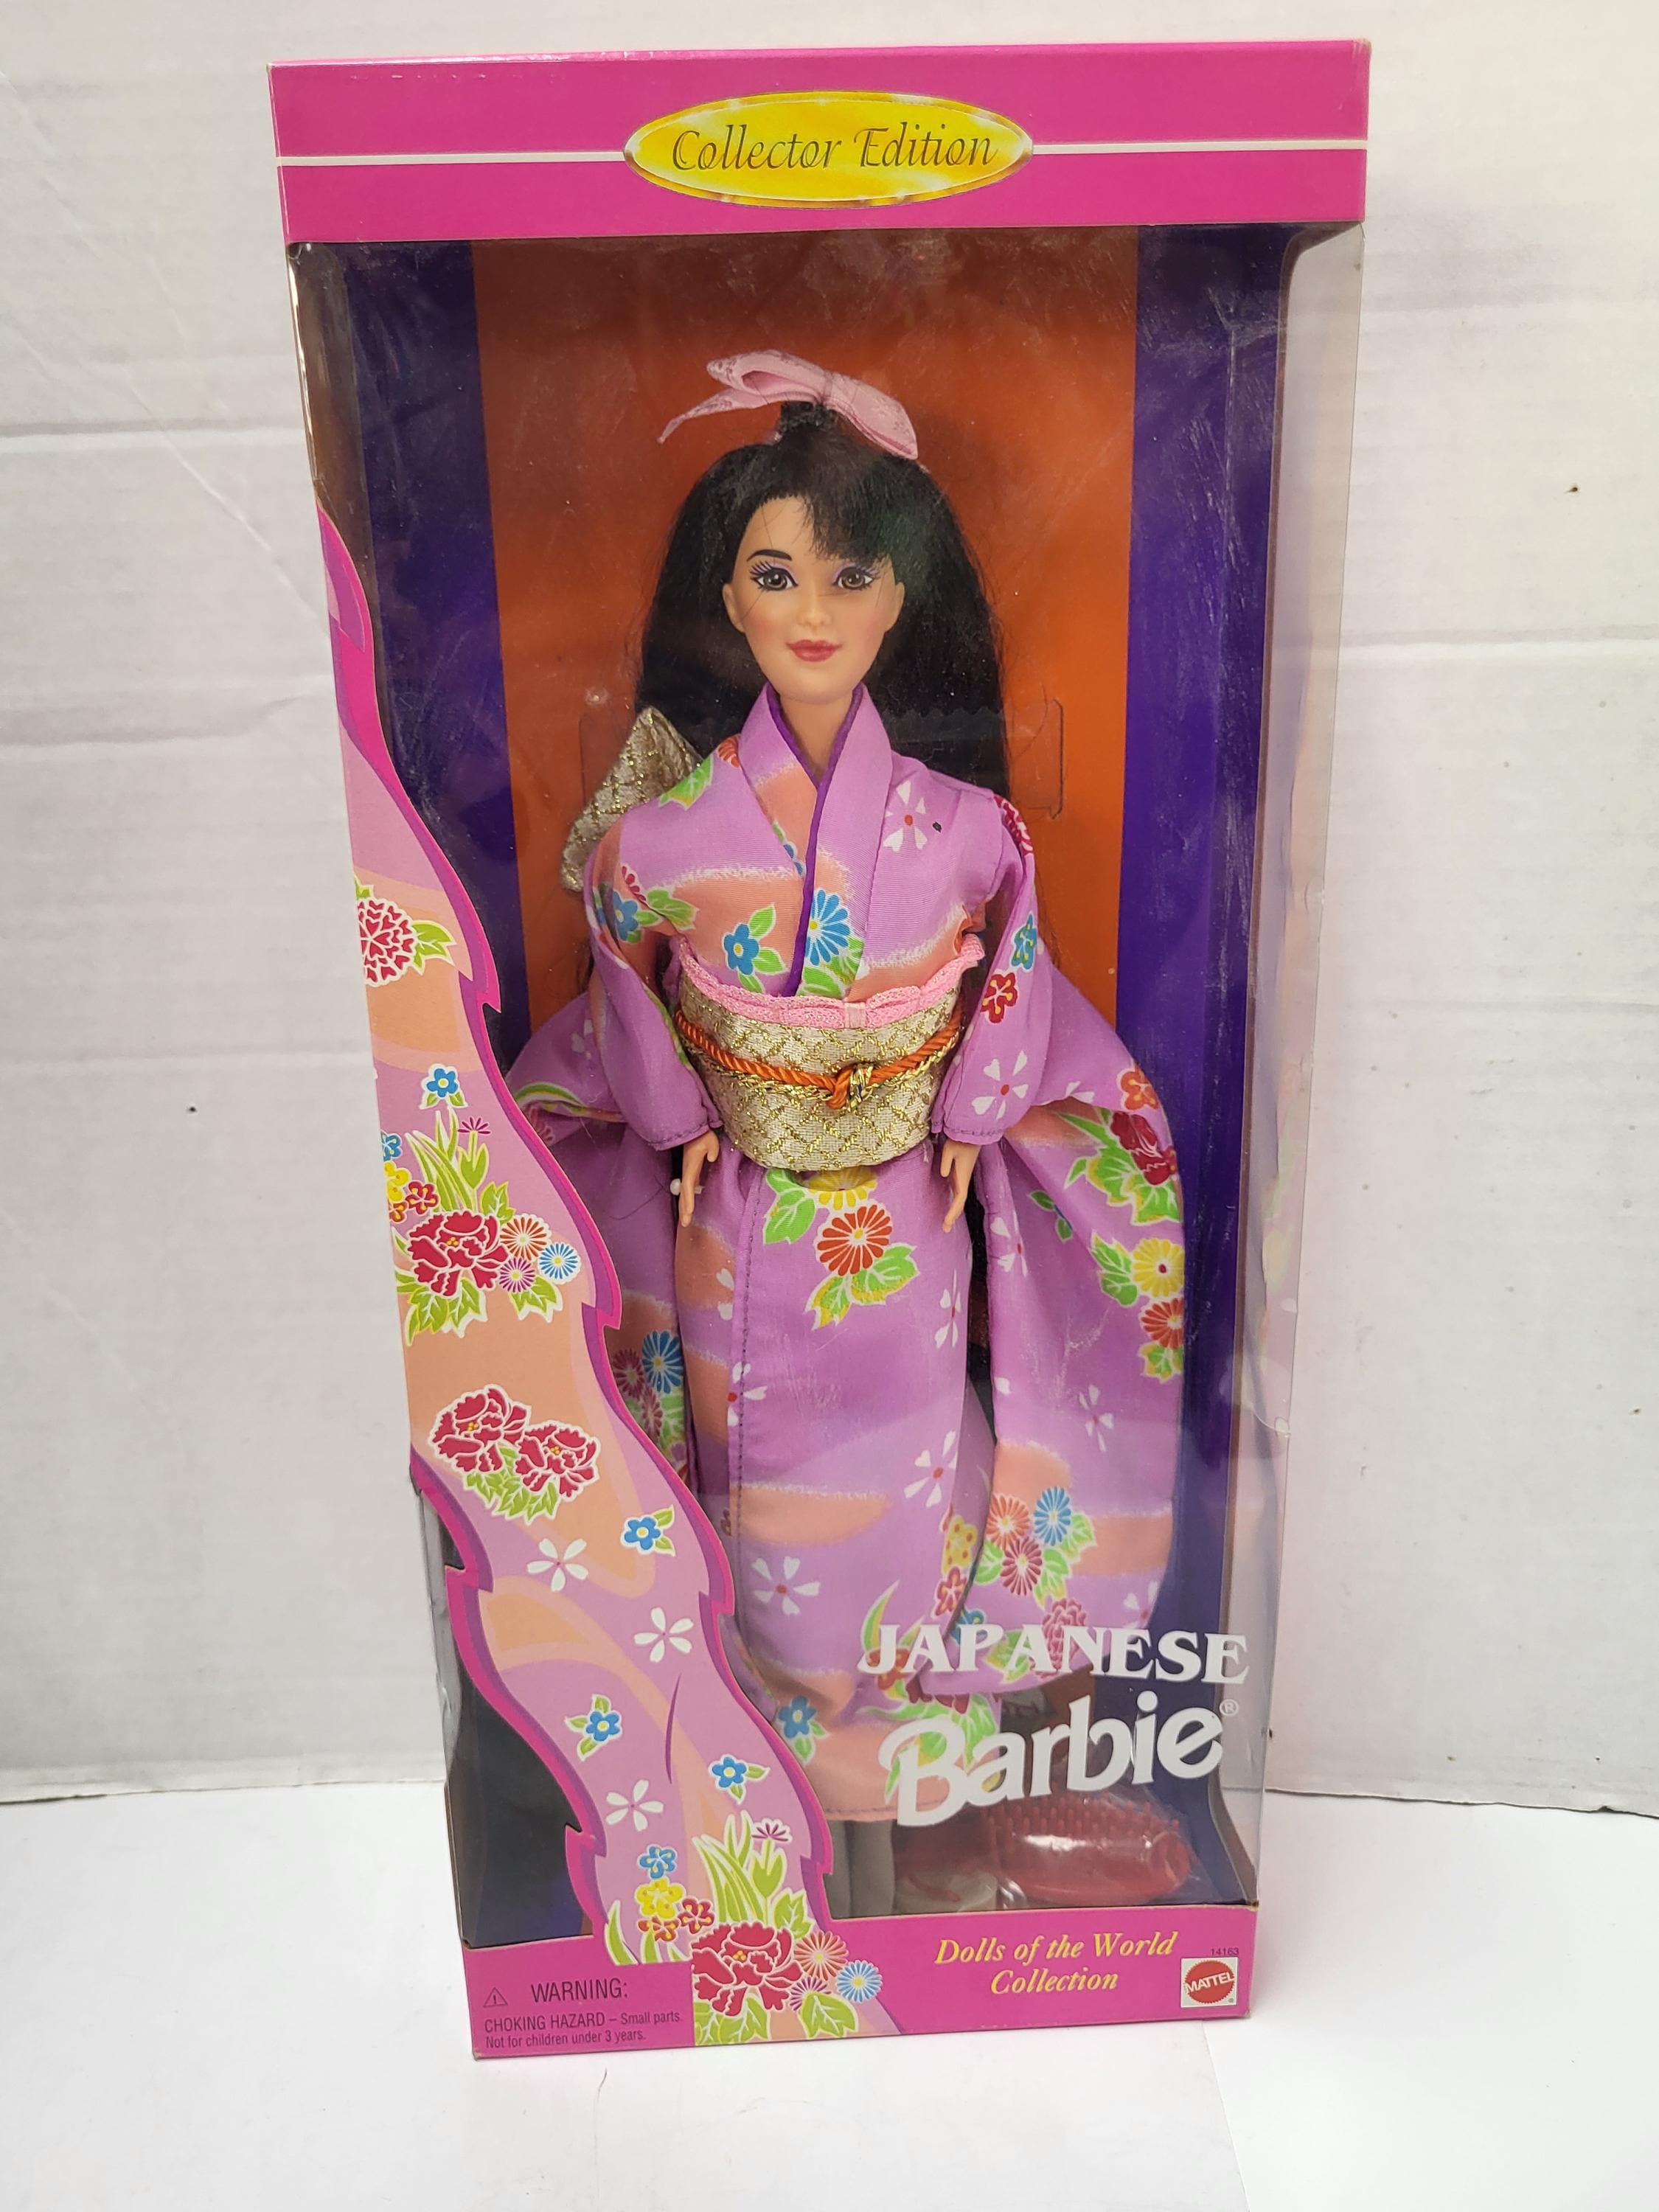 Collector Edition
JAPANESE
Barbie®
Dolls of the World
Collection
14163
MATTEL
WARNING:
CHOKING HAZARD – Small parts.
Not for children under 3 years.